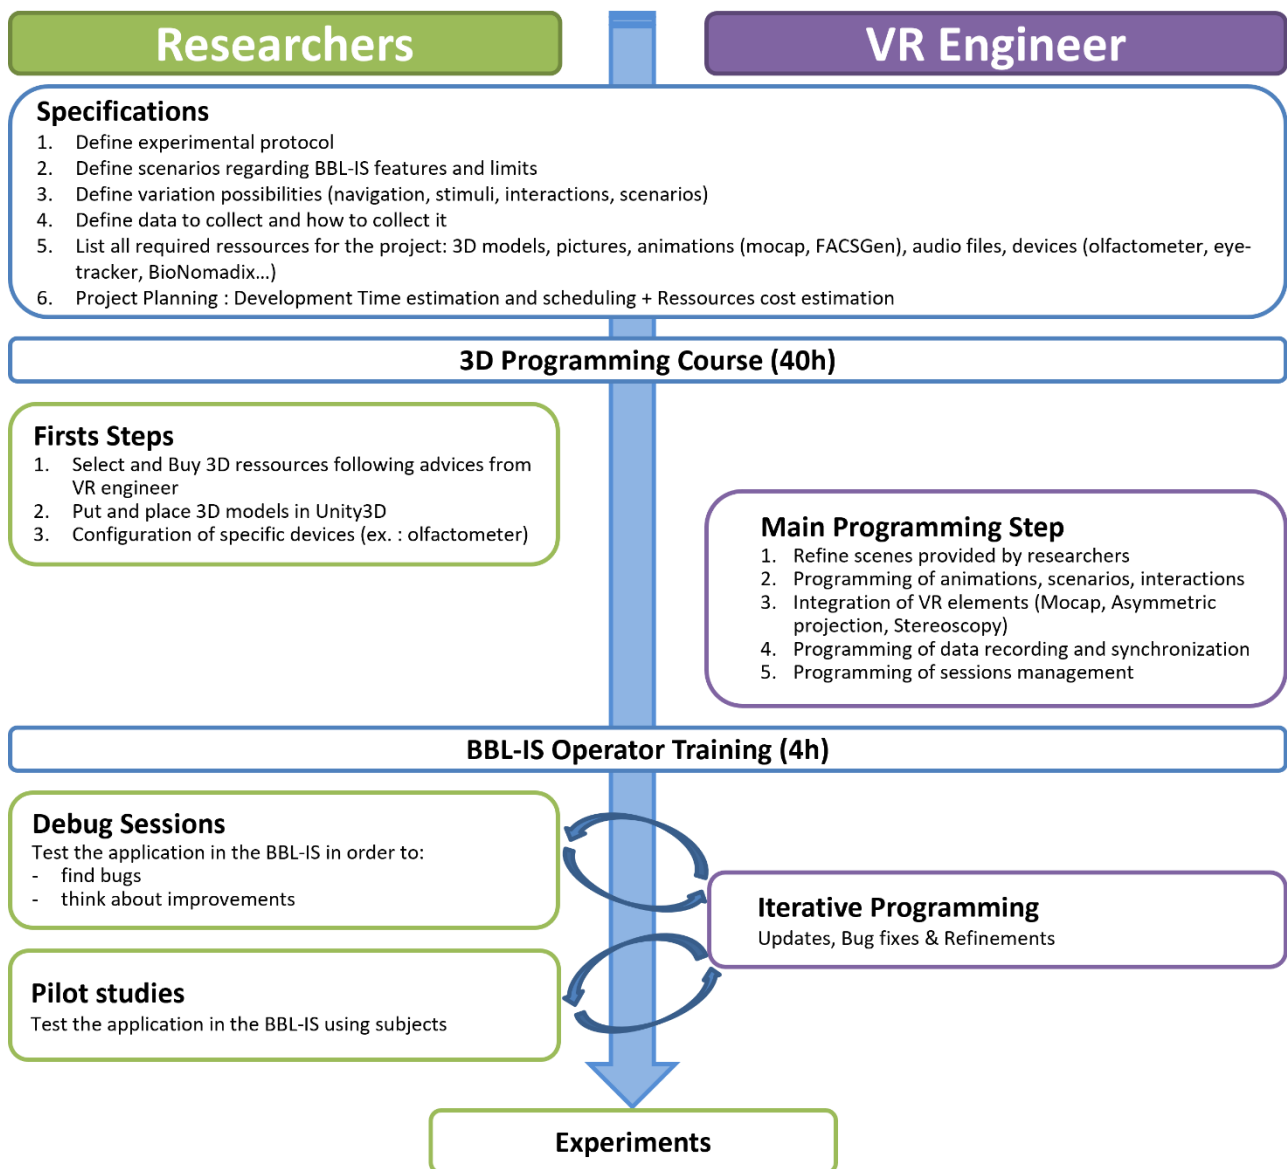 Researchers
VR Engineer
Specifications
1. Define experimental protocol
2. Define scenarios regarding BBL-IS features and limits
3. Define variation possibilities (navigation, stimuli, interactions, scenarios)
4. Define data to collect and how to collect it
5. List all required ressources for the project: 3D models, pictures, animations (mocap, FACSGen), audio files, devices (olfactometer, eye-
tracker, BioNomadix...)
6. Project Planning : Development Time estimation and scheduling + Ressources cost estimation
3D Programming Course (40h)
Firsts Steps
1. Select and Buy 3D ressources following advices from
VR engineer
2. Put and place 3D models in Unity3D
3. Configuration of specific devices (ex. : olfactometer)
Main Programming Step
1. Refine scenes provided by researchers
2. Programming of animations, scenarios, interactions
3. Integration of VR elements (Mocap, Asymmetric
projection, Stereoscopy)
4. Programming of data recording and synchronization
5. Programming of sessions management
BBL-IS Operator Training (4h)
Debug Sessions
Test the application in the BBL-IS in order to:
- find bugs
- think about improvements
Iterative Programming
Updates, Bug fixes & Refinements
Pilot studies
Test the application in the BBL-IS using subjects
Experiments